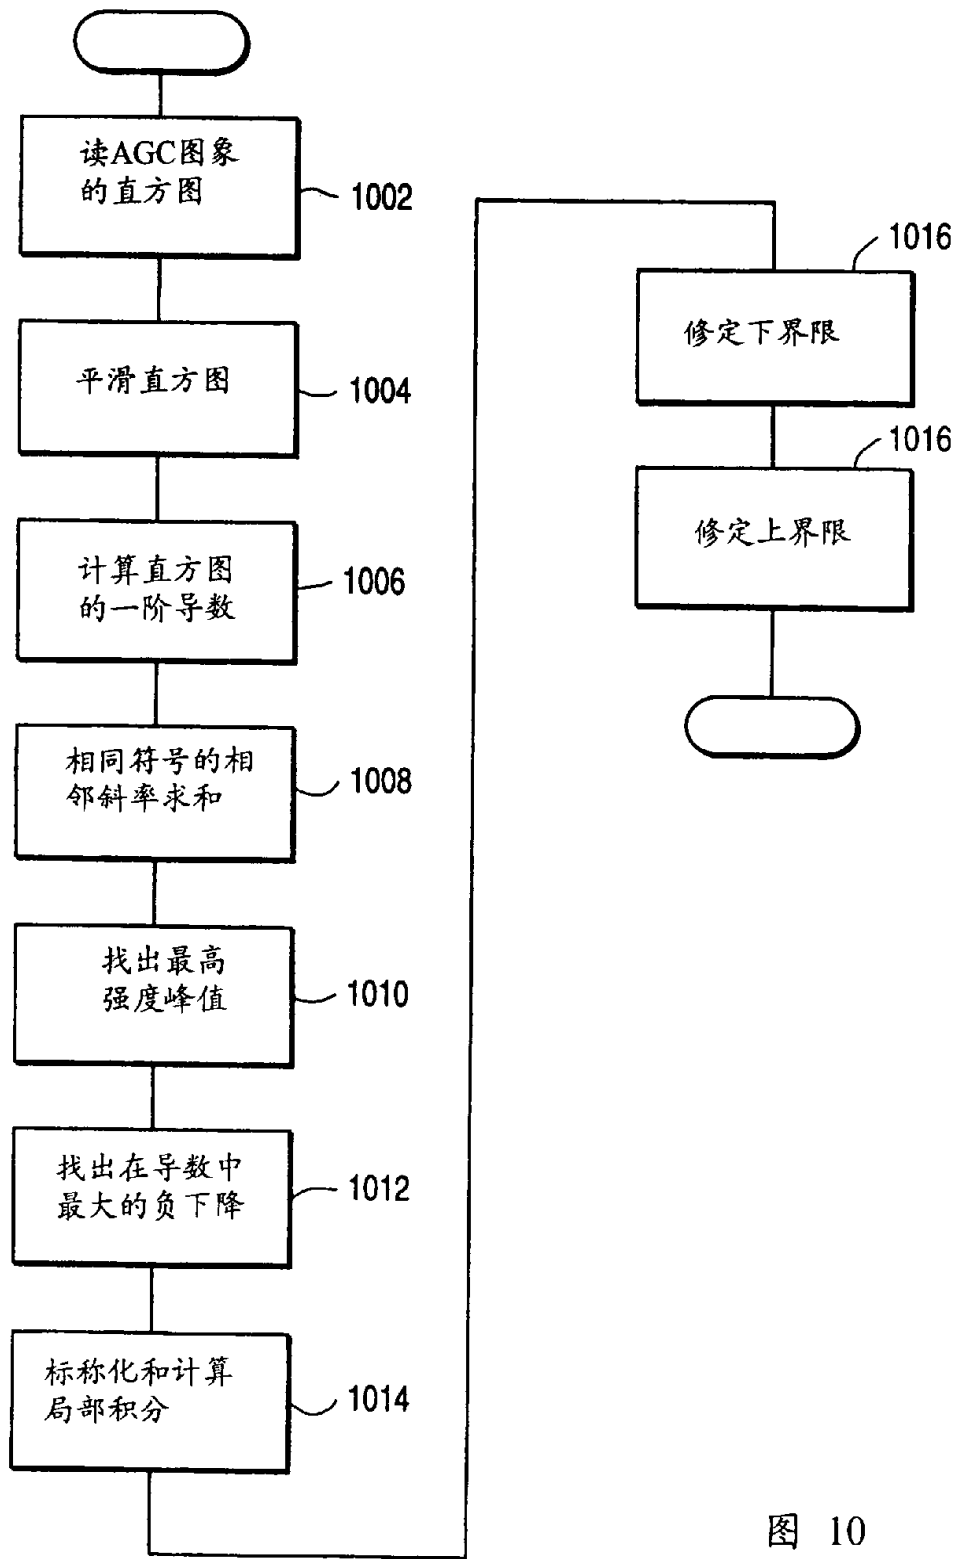 读AGC图象
的直方图
1002
平滑直方图
1004
计算直方图
的一阶导数
1006
相同符号的相
邻斜率求和
1008
找出最高
强度峰值
1010
找出在导数中
最大的负下降
1012
标称化和计算
局部积分
1014
1016
修定下界限
1016
修定上界限
图 10